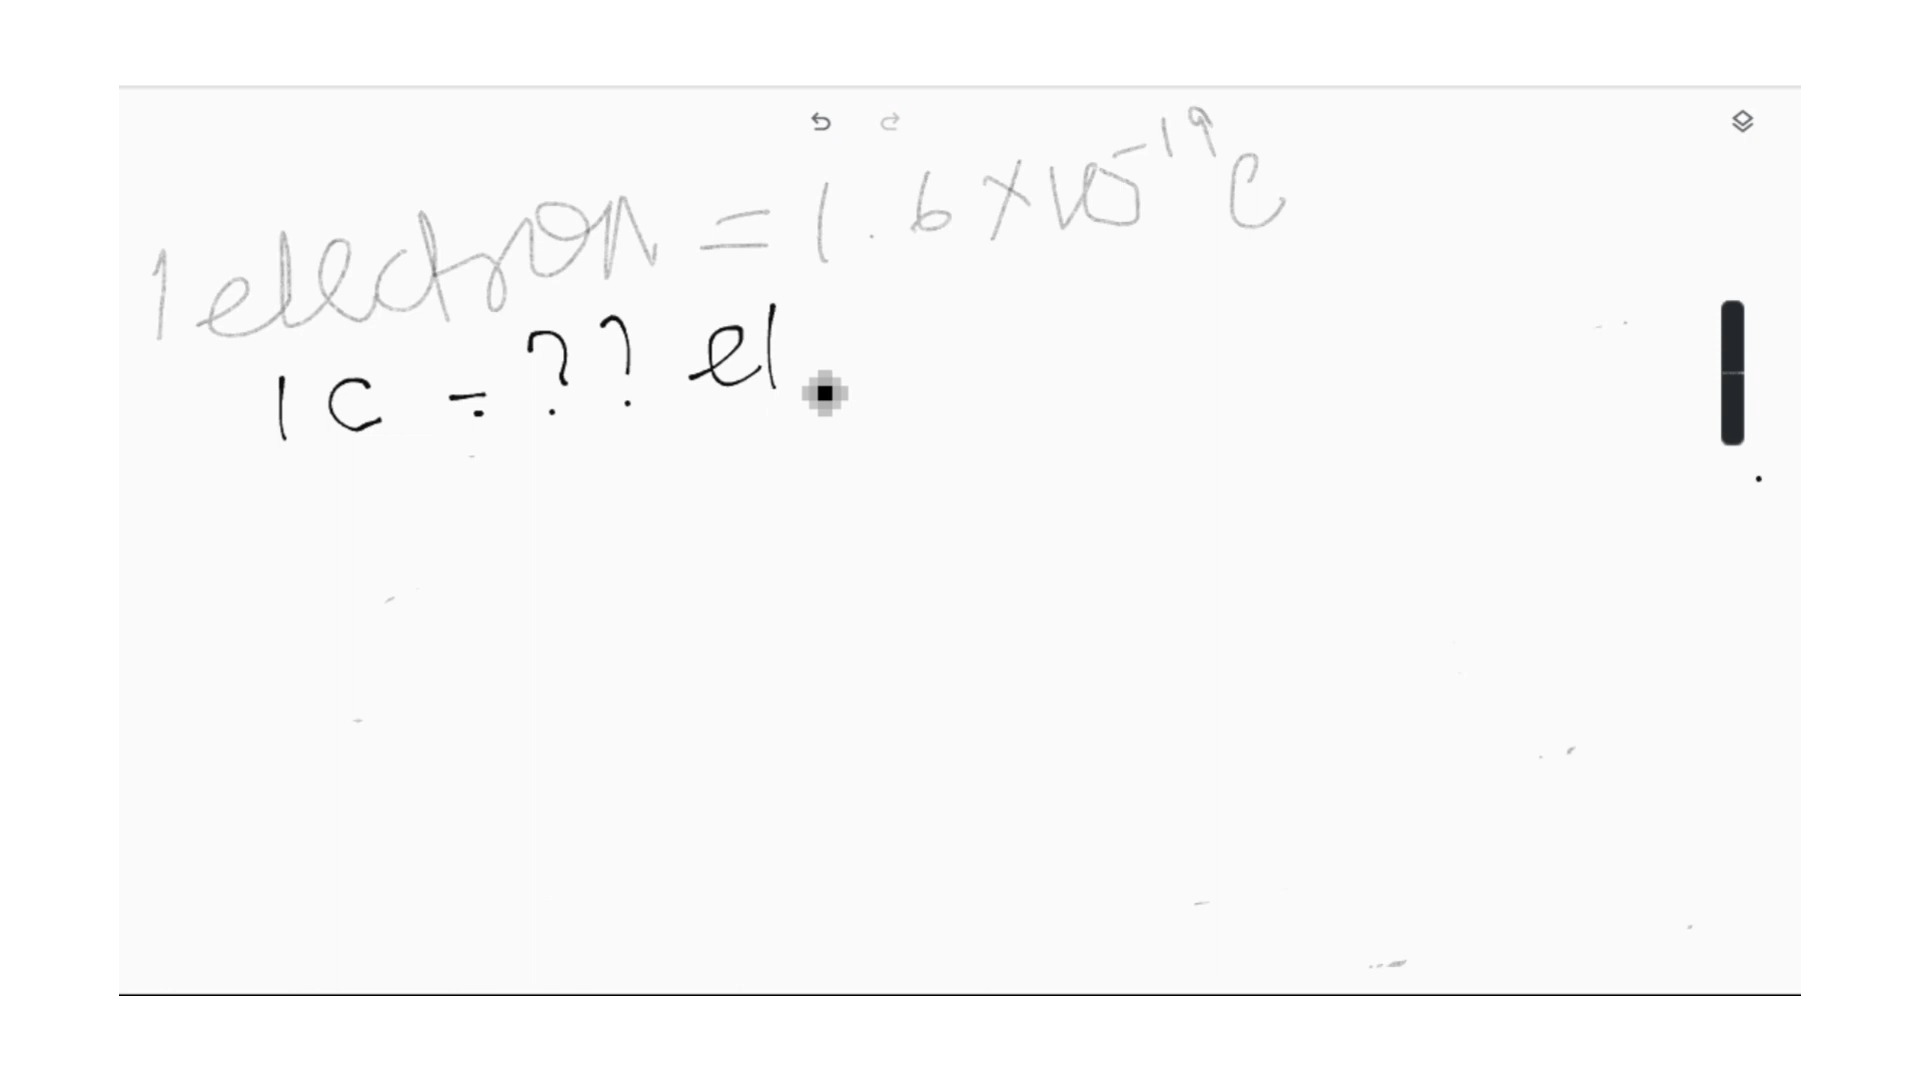 1 electron = 1.6 × 10⁻¹⁹ C
1 C = ?? el